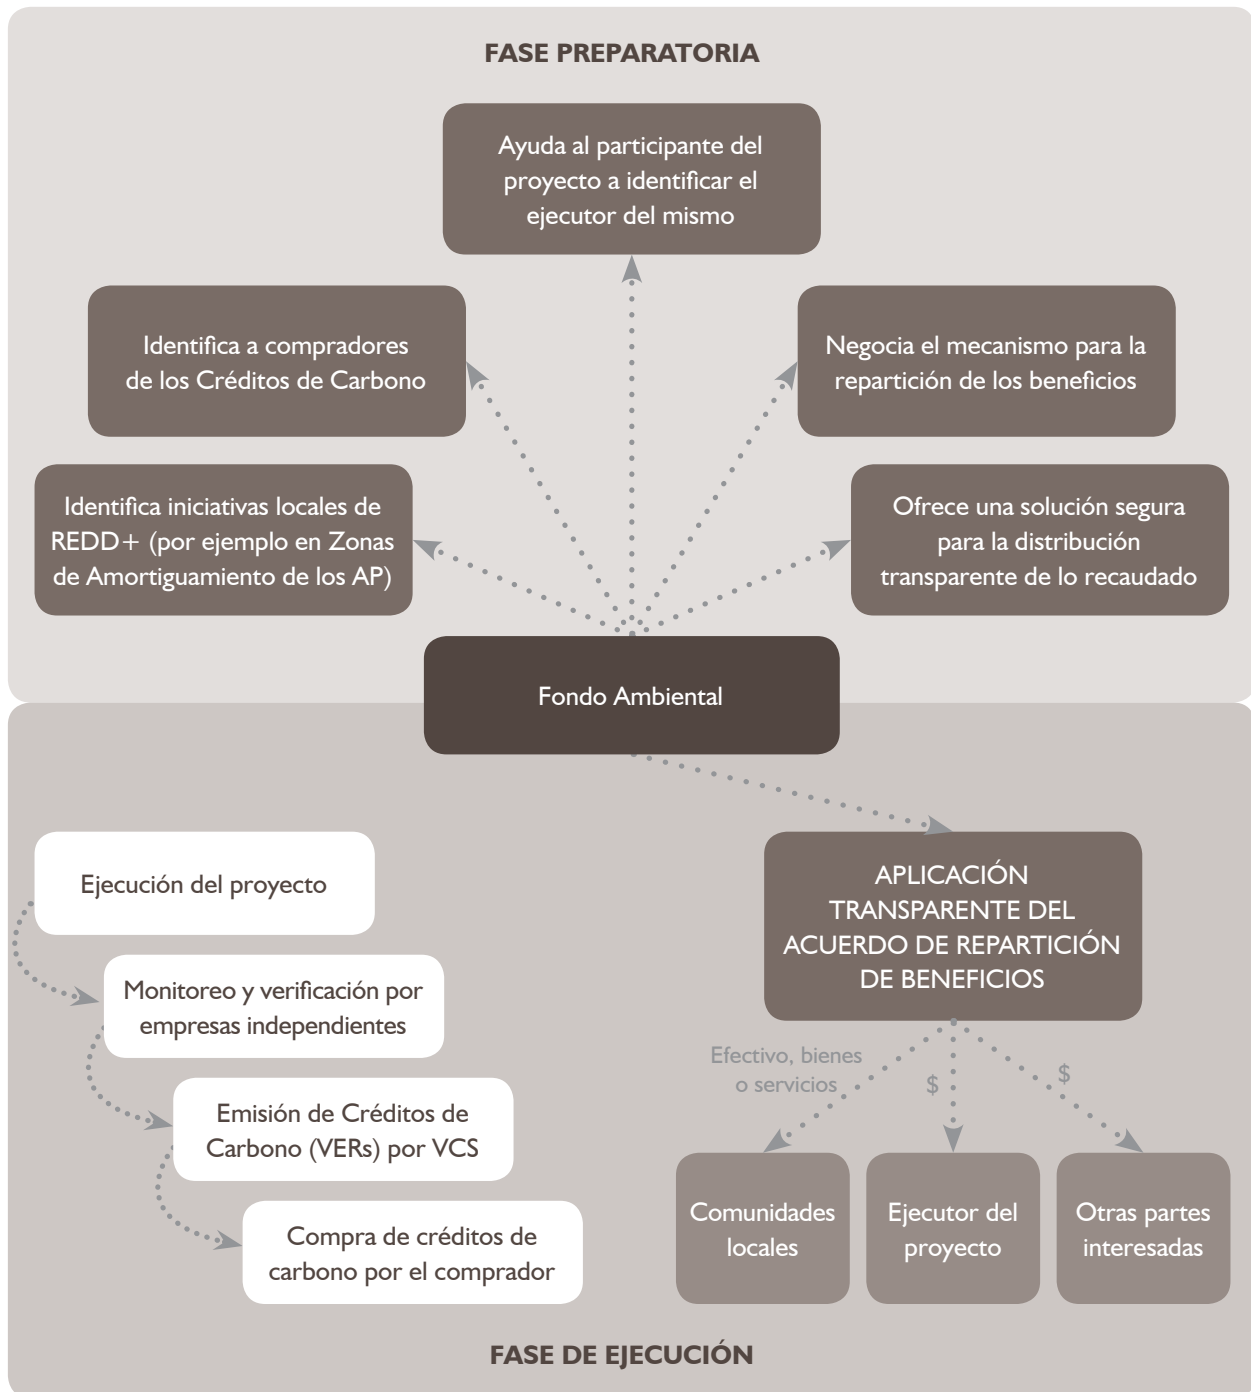 FASE PREPARATORIA
Ayuda al participante del
proyecto a identificar el
ejecutor del mismo
Identifica a compradores
de los Créditos de Carbono
Negocia el mecanismo para la
repartición de los beneficios
Identifica iniciativas locales de
REDD+ (por ejemplo en Zonas
de Amortiguamiento de los AP)
Ofrece una solución segura
para la distribución
transparente de lo recaudado
Fondo Ambiental
Ejecución del proyecto
Monitoreo y verificación por
empresas independientes
Emisión de Créditos de
Carbono (VERs) por VCS
Compra de créditos de
carbono por el comprador
APLICACIÓN
TRANSPARENTE DEL
ACUERDO DE REPARTICIÓN
DE BENEFICIOS
Efectivo, bienes
o servicios
$
$
Comunidades
locales
Ejecutor del
proyecto
Otras partes
interesadas
FASE DE EJECUCIÓN